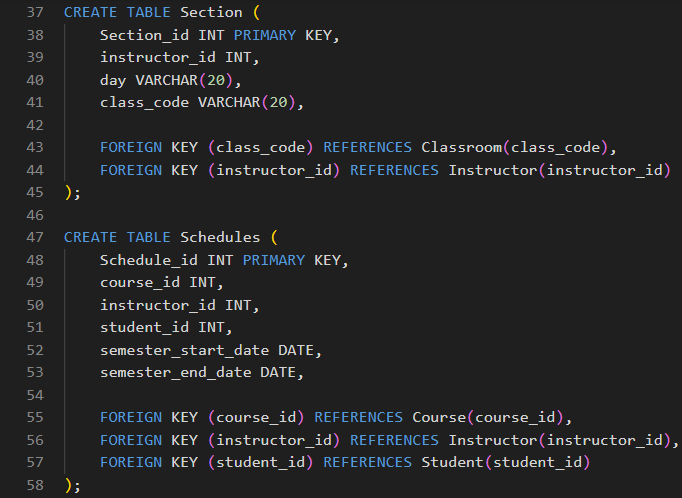 37 CREATE TABLE Section (
38 Section_id INT PRIMARY KEY,
39 instructor_id INT,
40 day VARCHAR(20),
41 class_code VARCHAR(20),
42
43 FOREIGN KEY (class_code) REFERENCES Classroom(class_code),
44 FOREIGN KEY (instructor_id) REFERENCES Instructor(instructor_id)
45 );
46
47 CREATE TABLE Schedules (
48 Schedule_id INT PRIMARY KEY,
49 course_id INT,
50 instructor_id INT,
51 student_id INT,
52 semester_start_date DATE,
53 semester_end_date DATE,
54
55 FOREIGN KEY (course_id) REFERENCES Course(course_id),
56 FOREIGN KEY (instructor_id) REFERENCES Instructor(instructor_id),
57 FOREIGN KEY (student_id) REFERENCES Student(student_id)
58 );